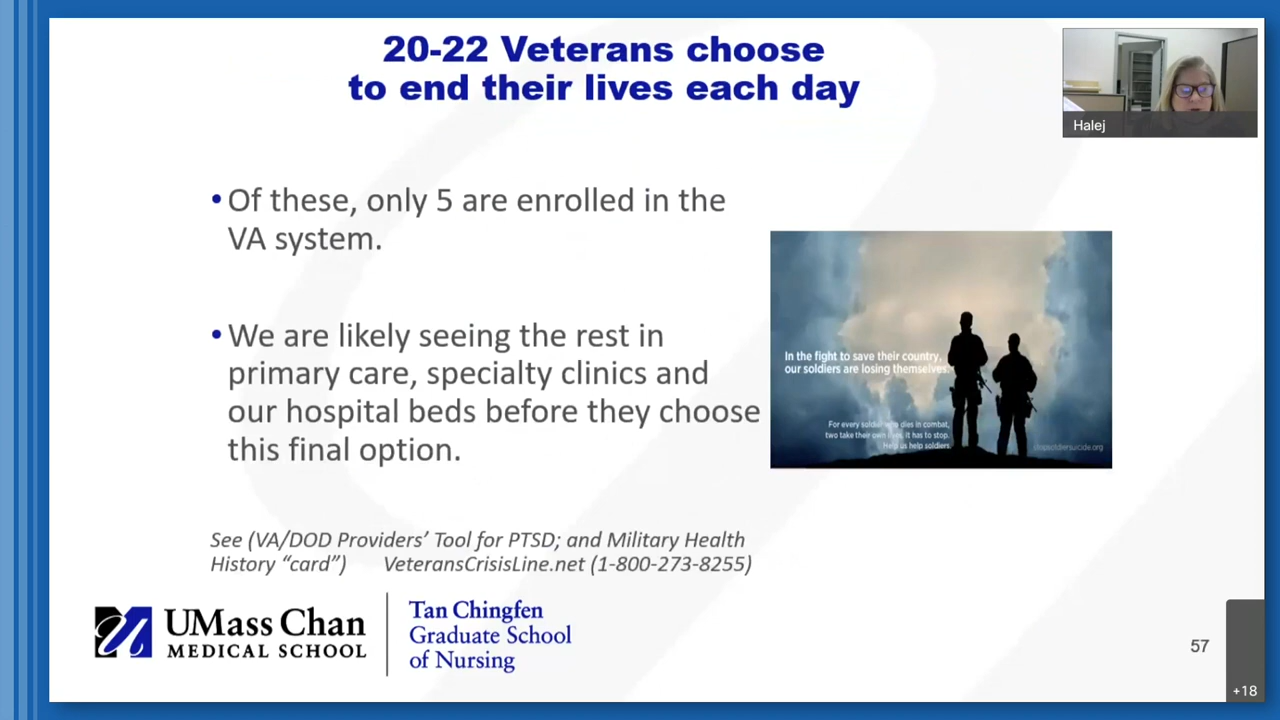 20-22 Veterans choose
to end their lives each day
Halej
• Of these, only 5 are enrolled in the
VA system.
• We are likely seeing the rest in
primary care, specialty clinics and
our hospital beds before they choose
this final option.
In the fight to save their country,
our soldiers are losing themselves.
For every soldier who dies in combat,
two take their own lives. It has to stop.
Help us help soldiers.
stopsoldiersuicide.org
See (VA/DOD Providers’ Tool for PTSD; and Military Health
History “card”) VeteransCrisisLine.net (1-800-273-8255)
UMass Chan
MEDICAL SCHOOL
Tan Chingfen
Graduate School
of Nursing
57
+18